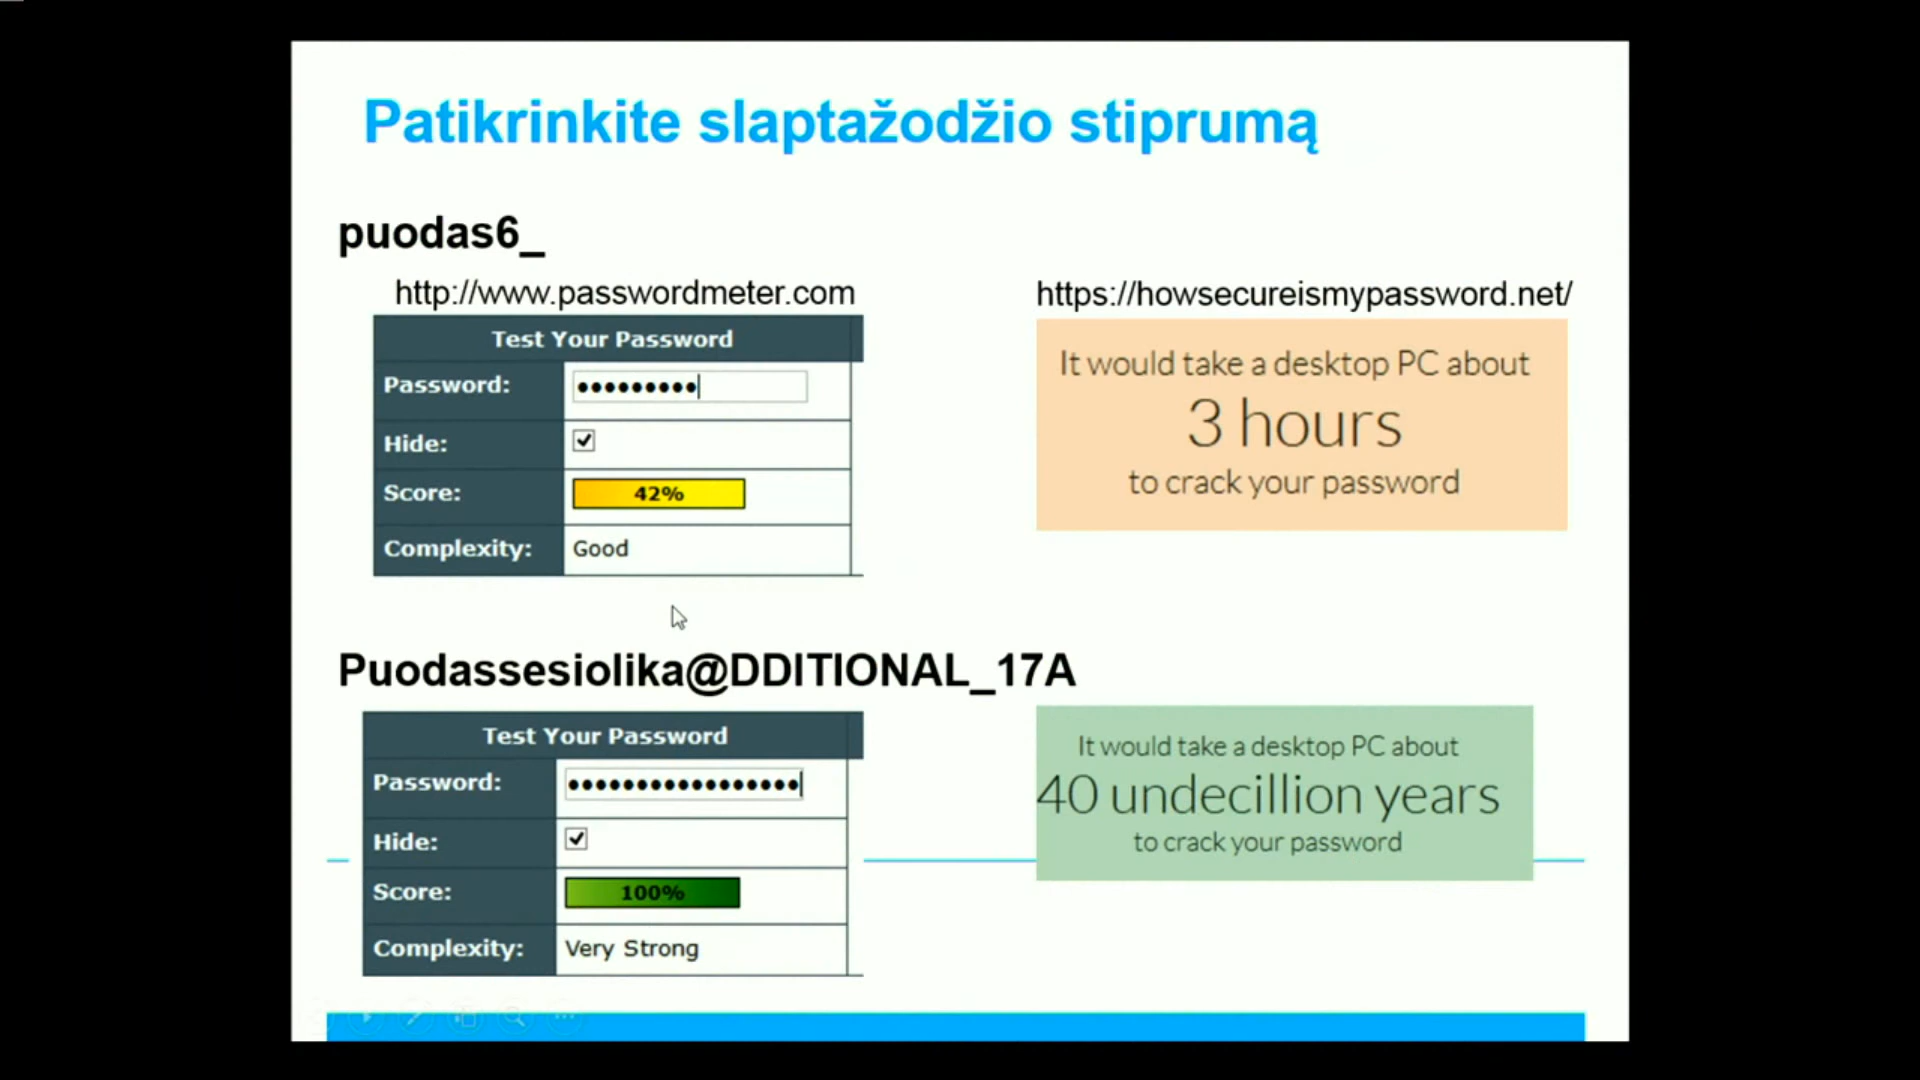 Patikrinkite slaptažodžio stiprumą
puodas6_
http://www.passwordmeter.com
https://howsecureismypassword.net/
Test Your Password
Password: •••••••••
Hide:
Score: 42%
Complexity: Good
It would take a desktop PC about
3 hours
to crack your password
Puodassesiolika@DDITIONAL_17A
Test Your Password
Password: •••••••••••••••••
Hide:
Score: 100%
Complexity: Very Strong
It would take a desktop PC about
40 undecillion years
to crack your password